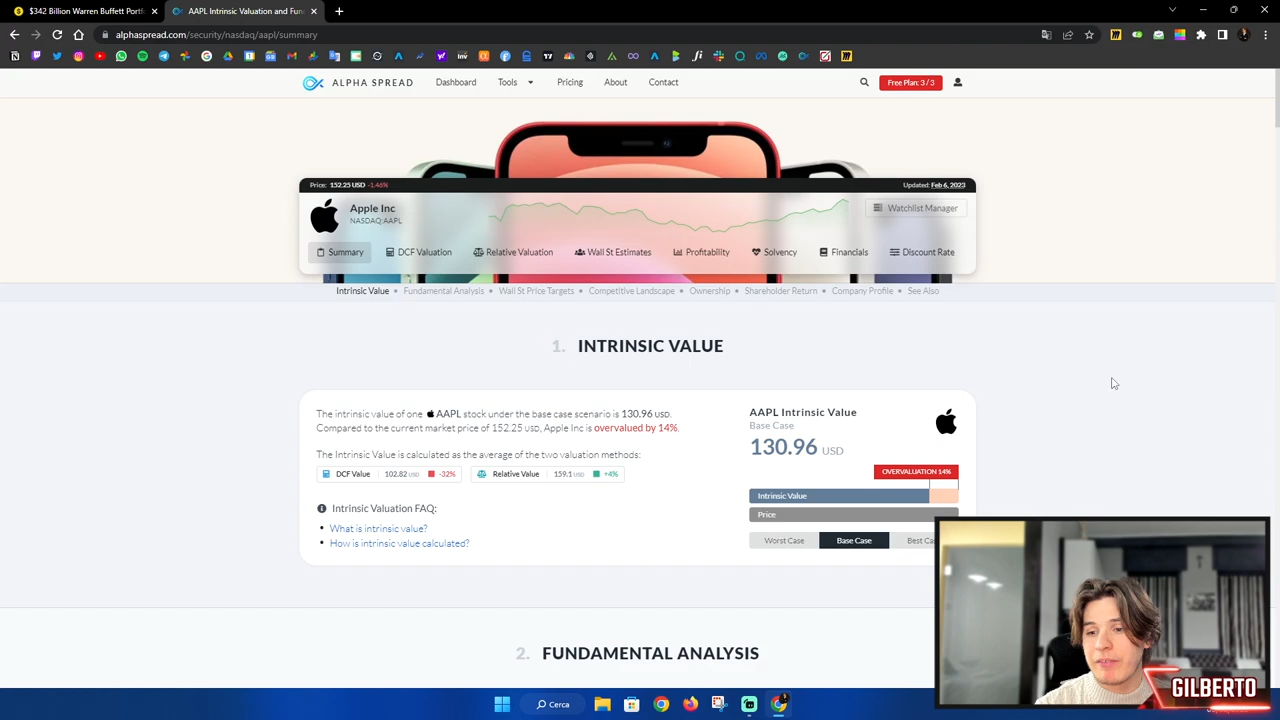 $342 Billion Warren Buffett Portf
AAPL Intrinsic Valuation and Fun
alphaspread.com/security/nasdaq/aapl/summary
ALPHA SPREAD
Dashboard
Tools
Pricing
About
Contact
Free Plan: 3 / 3
Price: 152.25 USD -1.46%
Updated: Feb 6, 2023
Apple Inc
NASDAQ:AAPL
Watchlist Manager
Summary
DCF Valuation
Relative Valuation
Wall St Estimates
Profitability
Solvency
Financials
Discount Rate
Intrinsic Value • Fundamental Analysis • Wall St Price Targets • Competitive Landscape • Ownership • Shareholder Return • Company Profile • See Also
1. INTRINSIC VALUE
The intrinsic value of one AAPL stock under the base case scenario is 130.96 USD.
Compared to the current market price of 152.25 USD, Apple Inc is overvalued by 14%.
The Intrinsic Value is calculated as the average of the two valuation methods:
DCF Value 102.82 USD -32%
Relative Value 159.1 USD +4%
Intrinsic Valuation FAQ:
• What is intrinsic value?
• How is intrinsic value calculated?
AAPL Intrinsic Value
Base Case
130.96 USD
OVERVALUATION 14%
Intrinsic Value
Price
Worst Case
Base Case
Best Ca
2. FUNDAMENTAL ANALYSIS
Cerca
GILBERTO